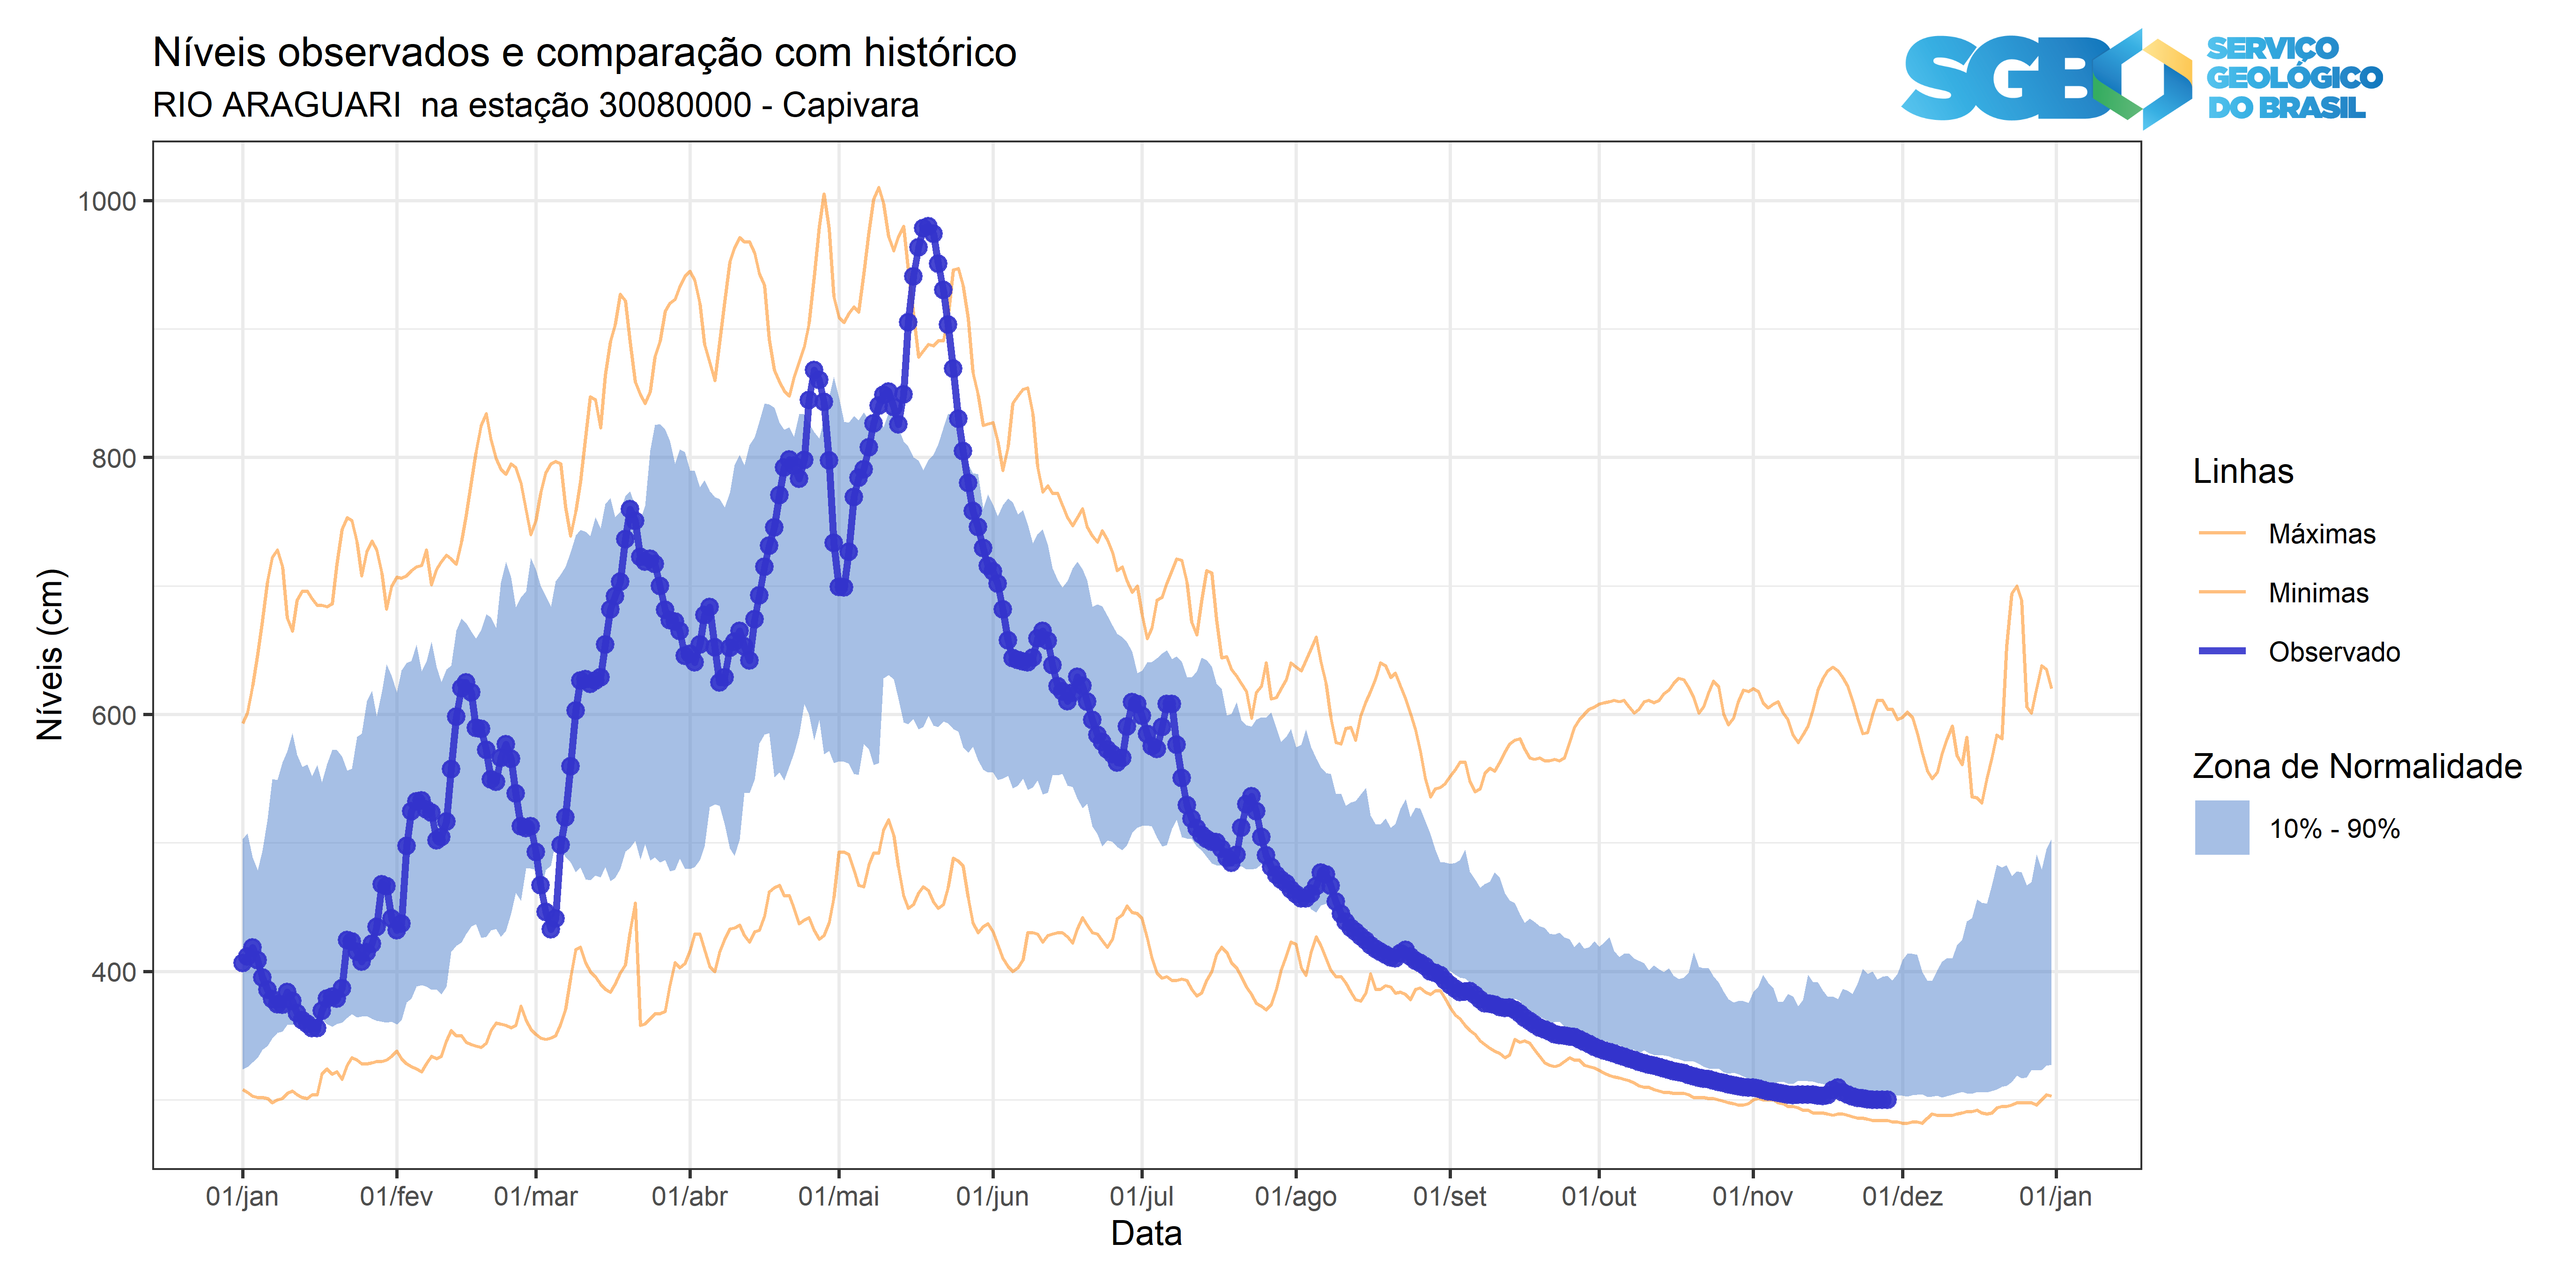 Níveis observados e comparação com histórico
RIO ARAGUARI  na estação 30080000 - Capivara
SGB
SERVIÇO
GEOLÓGICO
DO BRASIL
Níveis (cm)
1000
800
600
400
01/jan
01/fev
01/mar
01/abr
01/mai
01/jun
01/jul
01/ago
01/set
01/out
01/nov
01/dez
01/jan
Data
Linhas
Máximas
Minimas
Observado
Zona de Normalidade
10% - 90%